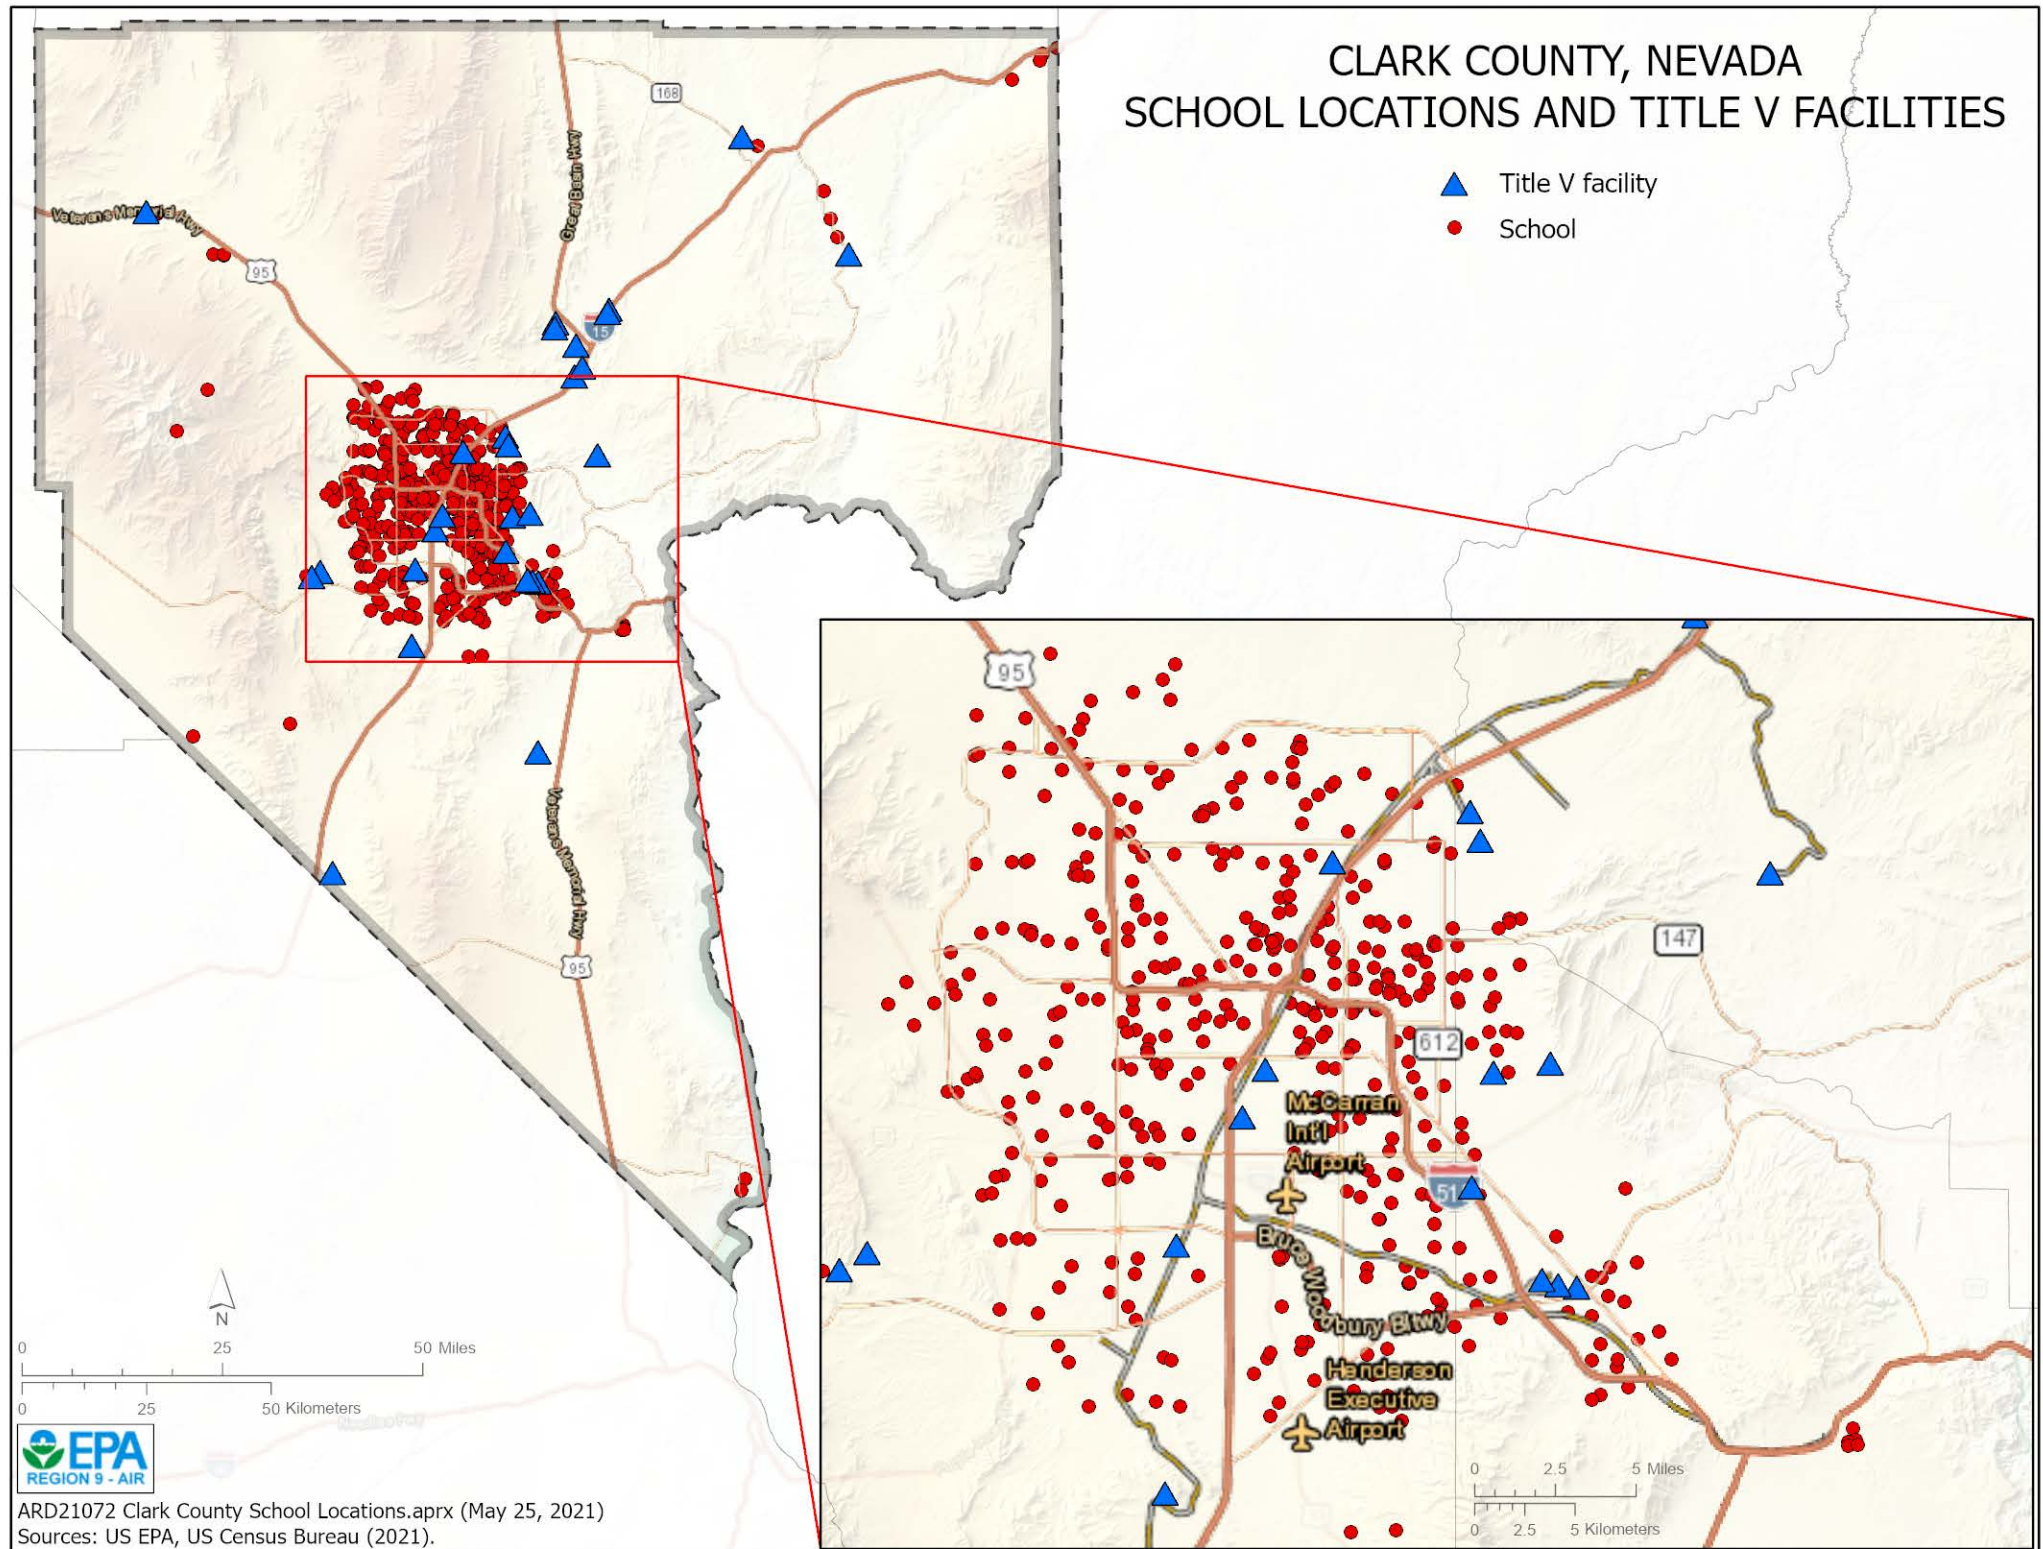 CLARK COUNTY, NEVADA
SCHOOL LOCATIONS AND TITLE V FACILITIES
Title V facility
School
168
Great Basin Hwy
Veterans Memorial Hwy
95
15
Veterans Memorial Hwy
95
95
147
612
McCarran
Int'l
Airport
51
Bruce Woodbury Bltwy
Henderson
Executive
Airport
N
0 25 50 Miles
0 25 50 Kilometers
Needles Fwy
0 2.5 5 Miles
0 2.5 5 Kilometers
EPA
REGION 9 - AIR
ARD21072 Clark County School Locations.aprx (May 25, 2021)
Sources: US EPA, US Census Bureau (2021).